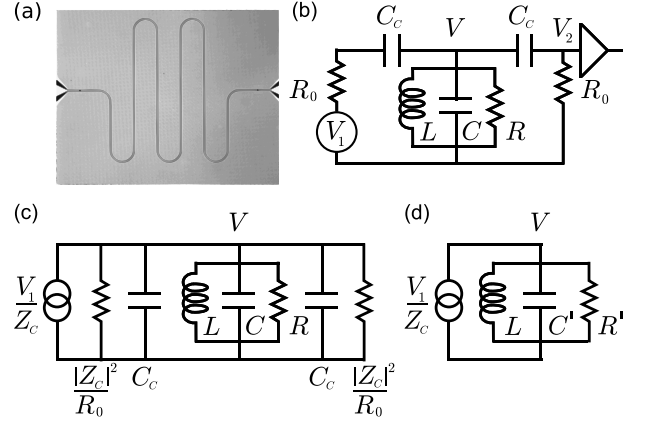 (a)
(b)
C_C V C_C V_2
R_0 V_1 L C R R_0
(c)
V
V_1/Z_C L C R
|Z_C|^2/R_0 C_C C_C |Z_C|^2/R_0
(d)
V
V_1/Z_C L C' R'